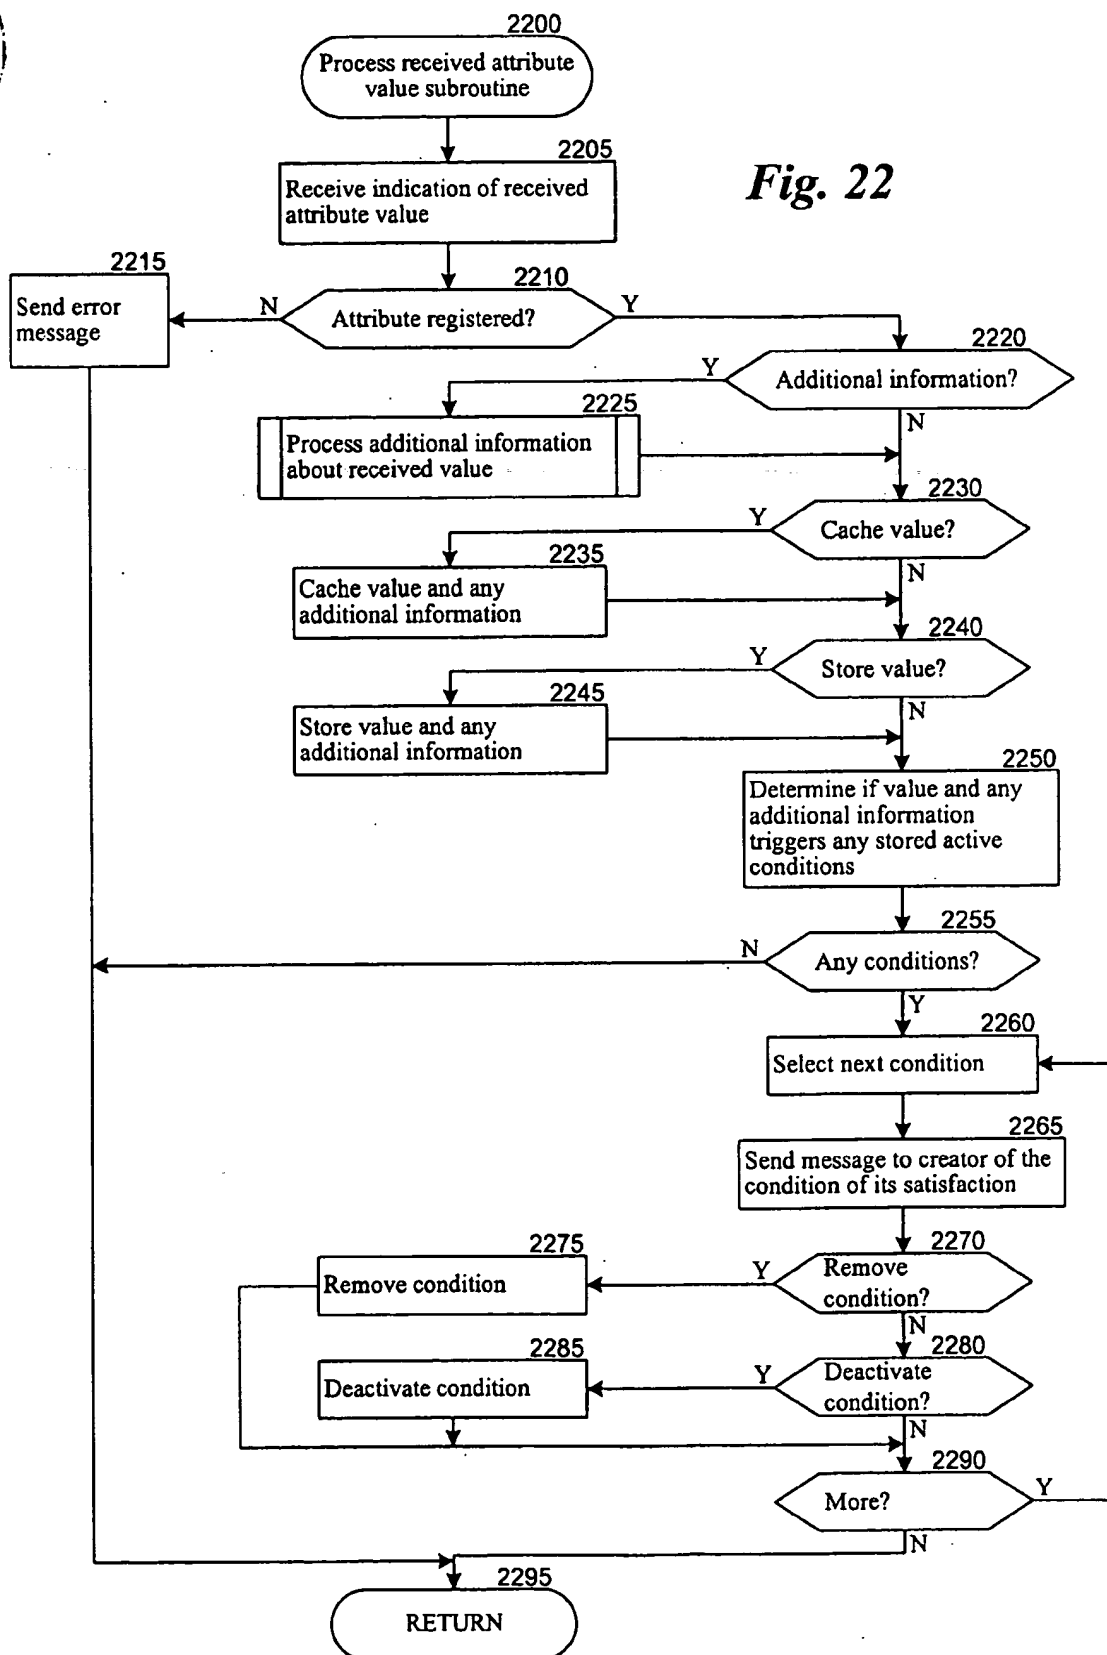 2200
Process received attribute
value subroutine
2205
Receive indication of received
attribute value
Fig. 22
2215
Send error
message
2210
N
Attribute registered?
Y
2220
Y
Additional information?
N
2225
Process additional information
about received value
2230
Y
Cache value?
N
2235
Cache value and any
additional information
2240
Y
Store value?
N
2245
Store value and any
additional information
2250
Determine if value and any
additional information
triggers any stored active
conditions
2255
N
Any conditions?
Y
2260
Select next condition
2265
Send message to creator of the
condition of its satisfaction
2270
Y
Remove
condition?
N
2275
Remove condition
2280
Y
Deactivate
condition?
N
2285
Deactivate condition
2290
More?
Y
N
2295
RETURN